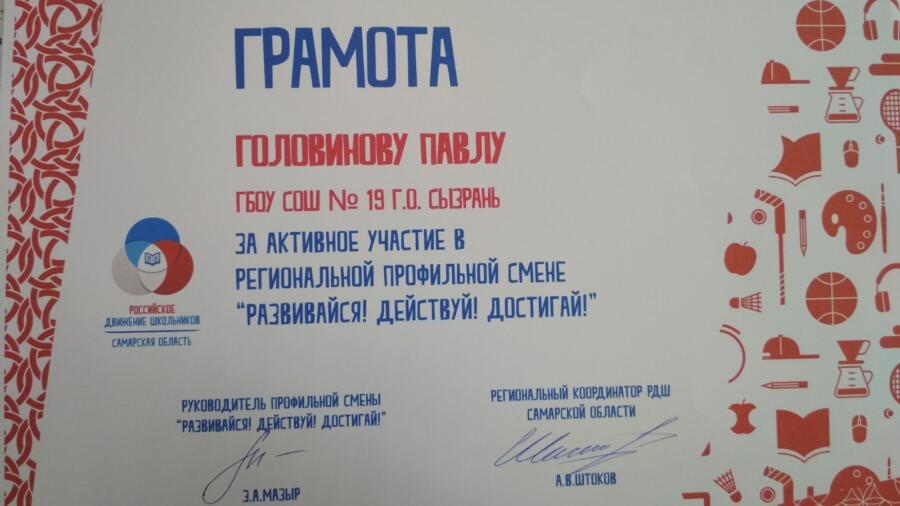 ГРАМОТА
ГОЛОВИНОВУ ПАВЛУ
ГБОУ СОШ № 19 Г.О. СЫЗРАНЬ
ЗА АКТИВНОЕ УЧАСТИЕ В
РЕГИОНАЛЬНОЙ ПРОФИЛЬНОЙ СМЕНЕ
“РАЗВИВАЙСЯ! ДЕЙСТВУЙ! ДОСТИГАЙ!”
РОССИЙСКОЕ
ДВИЖЕНИЕ ШКОЛЬНИКОВ
САМАРСКАЯ ОБЛАСТЬ
РУКОВОДИТЕЛЬ ПРОФИЛЬНОЙ СМЕНЫ
“РАЗВИВАЙСЯ! ДЕЙСТВУЙ! ДОСТИГАЙ!”
З.А.МАЗЫР
РЕГИОНАЛЬНЫЙ КООРДИНАТОР РДШ
САМАРСКОЙ ОБЛАСТИ
А.В.ШТОКОВ